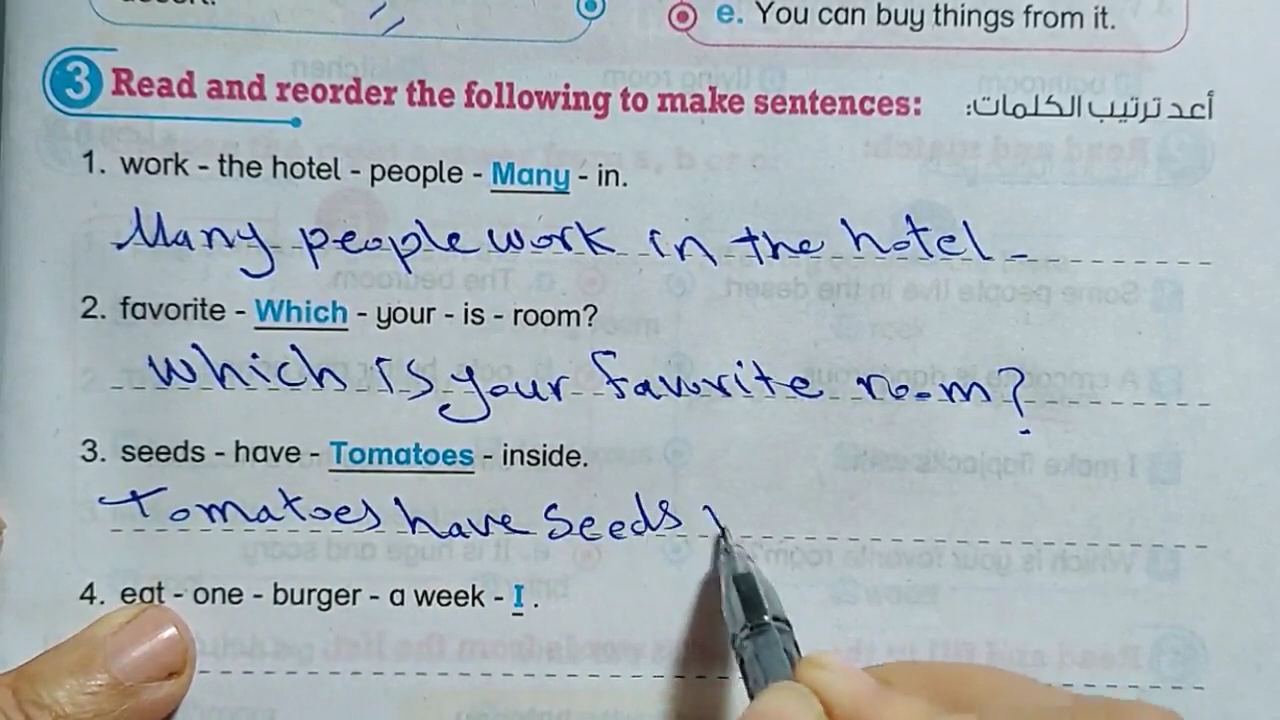 e. You can buy things from it.
3 Read and reorder the following to make sentences: أعد ترتيب الكلمات:
1. work - the hotel - people - Many - in.
Many people work in the hotel -
2. favorite - Which - your - is - room?
which is your favorite room?
3. seeds - have - Tomatoes - inside.
Tomatoes have seeds
4. eat - one - burger - a week - I .